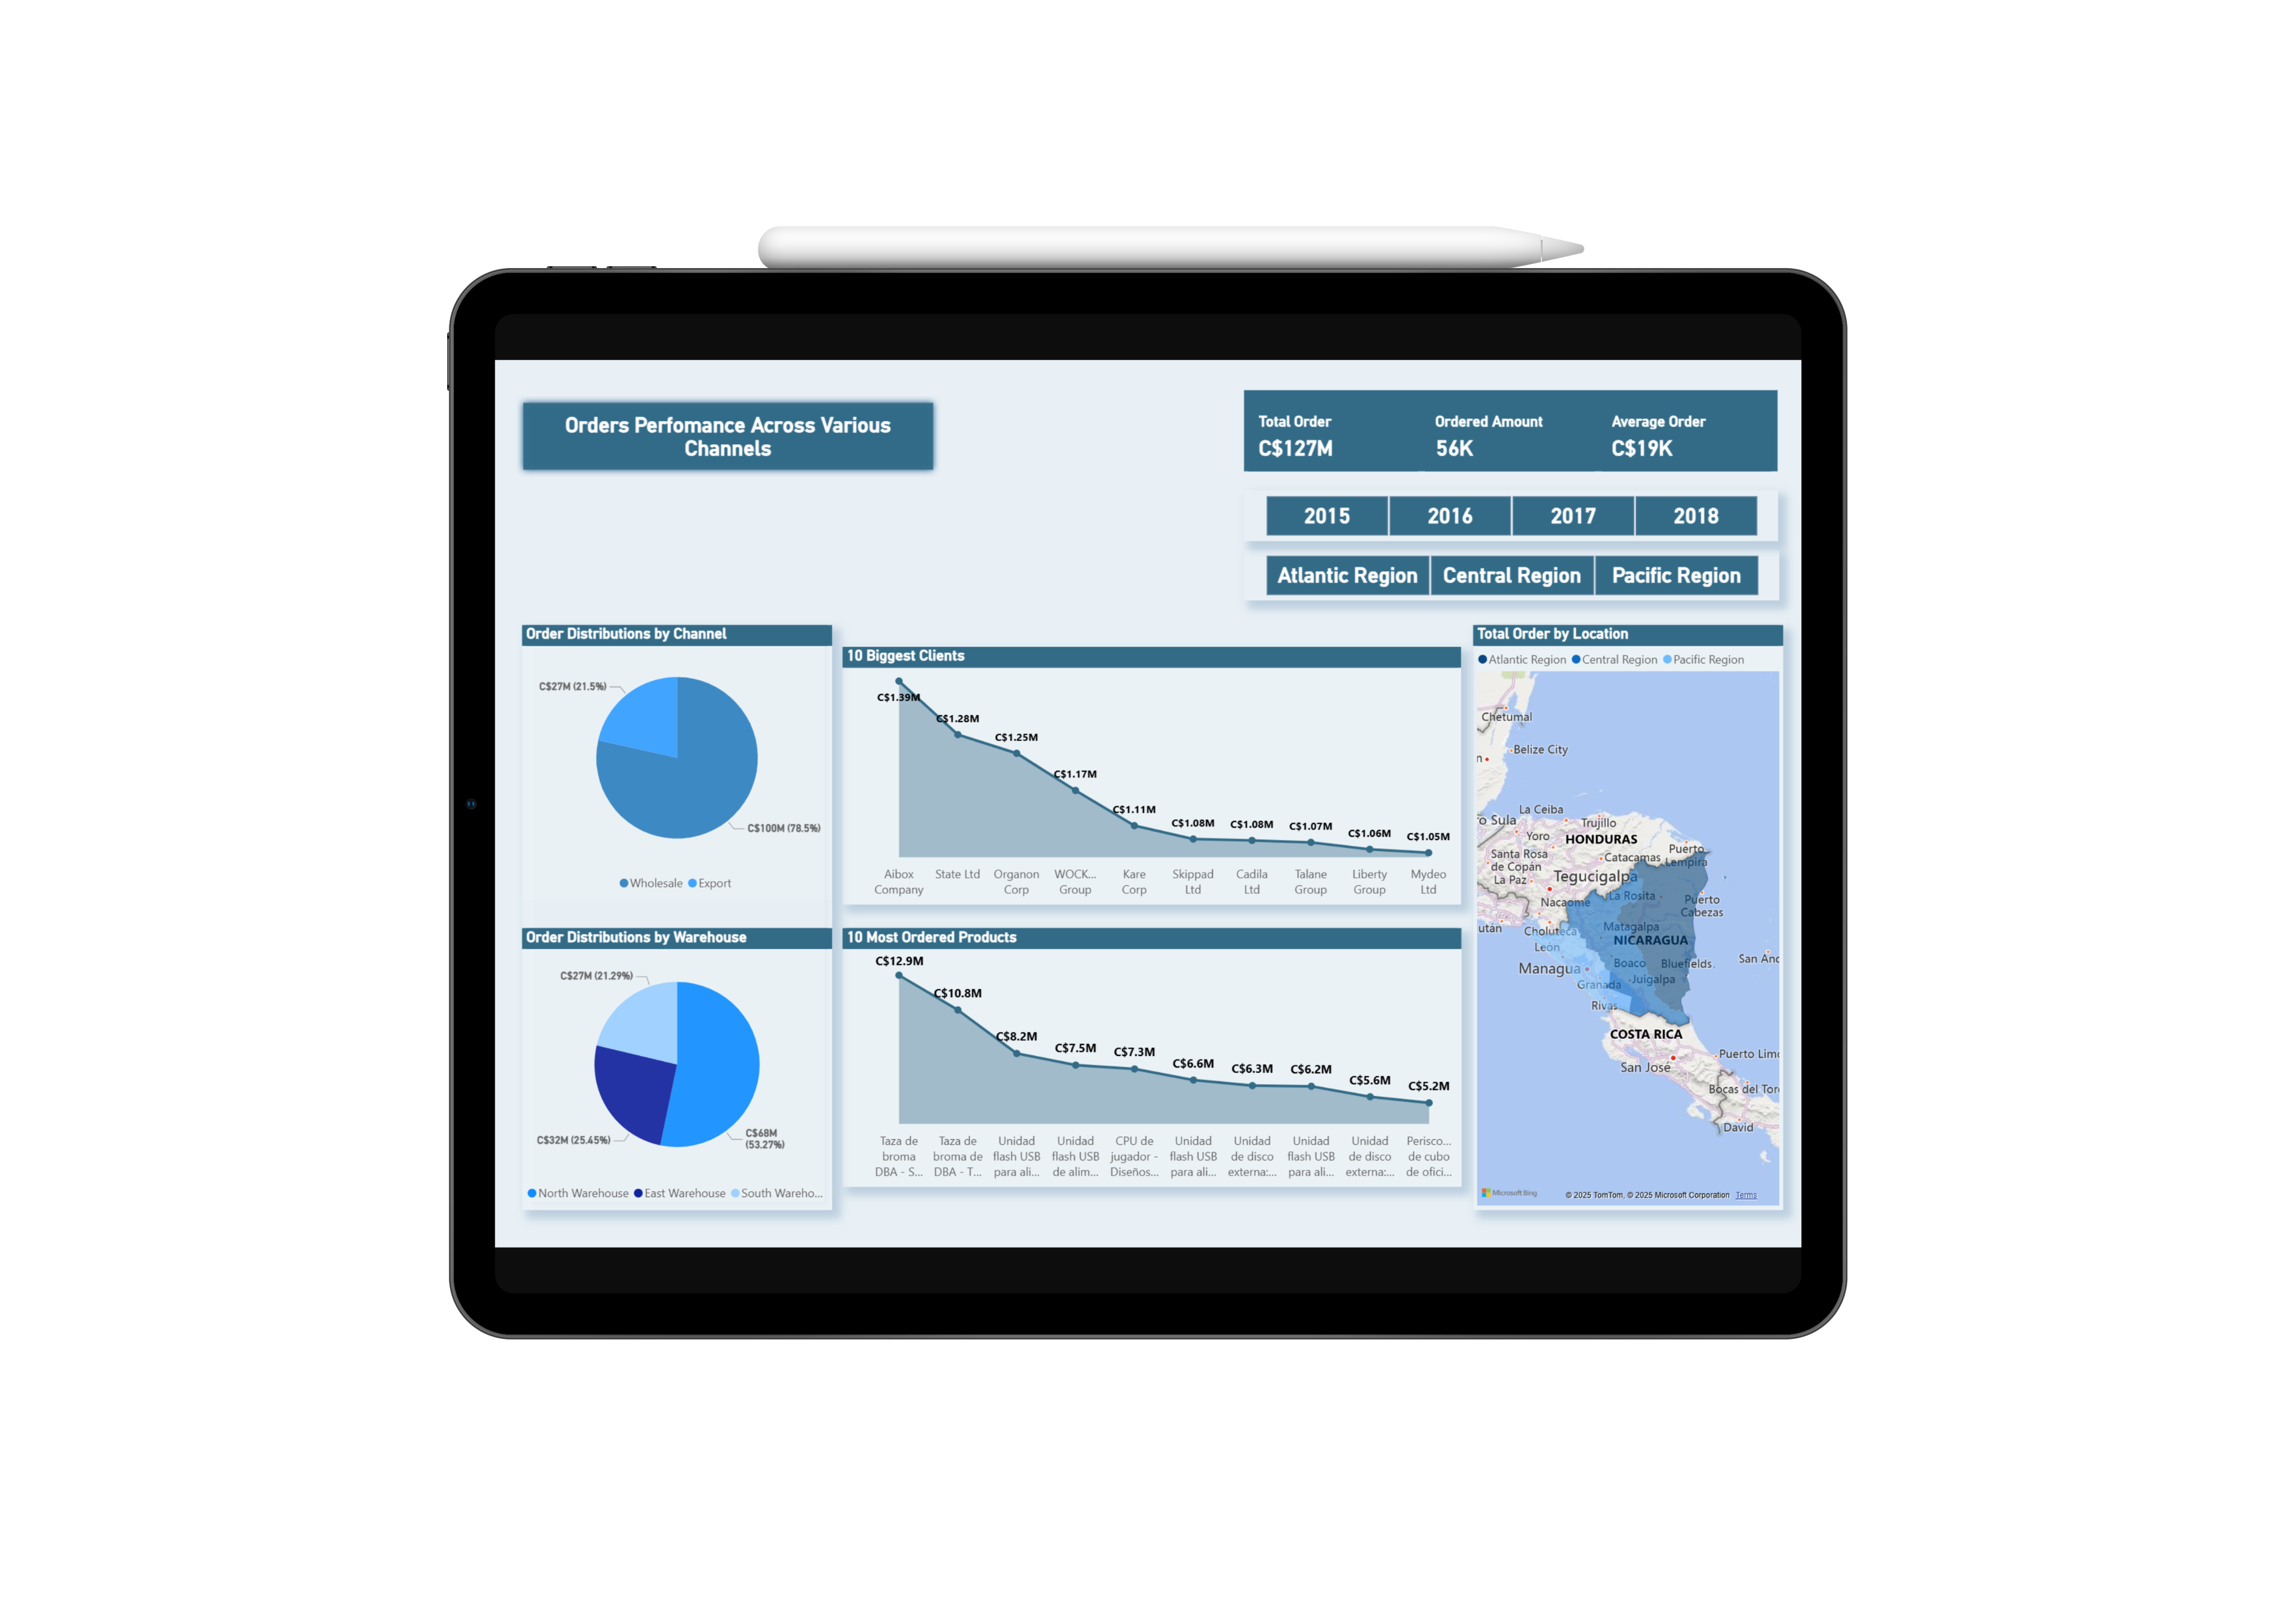 Orders Perfomance Across Various
Channels
Total Order
C$127M
Ordered Amount
56K
Average Order
C$19K
2015
2016
2017
2018
Atlantic Region
Central Region
Pacific Region
Order Distributions by Channel
C$27M (21.5%)
C$100M (78.5%)
Wholesale
Export
10 Biggest Clients
C$1.39M
C$1.28M
C$1.25M
C$1.17M
C$1.11M
C$1.08M
C$1.08M
C$1.07M
C$1.06M
C$1.05M
Aibox
Company
State Ltd
Organon
Corp
WOCK...
Group
Kare
Corp
Skippad
Ltd
Cadila
Ltd
Talane
Group
Liberty
Group
Mydeo
Ltd
Order Distributions by Warehouse
C$27M (21.29%)
C$32M (25.45%)
C$68M
(53.27%)
North Warehouse
East Warehouse
South Wareho...
10 Most Ordered Products
C$12.9M
C$10.8M
C$8.2M
C$7.5M
C$7.3M
C$6.6M
C$6.3M
C$6.2M
C$5.6M
C$5.2M
Taza de
broma
DBA - S...
Taza de
broma de
DBA - T...
Unidad
flash USB
para ali...
Unidad
flash USB
de alim...
CPU de
jugador -
Diseños...
Unidad
flash USB
para ali...
Unidad
de disco
externa:...
Unidad
flash USB
para ali...
Unidad
de disco
externa:...
Perisco...
de cubo
de ofici...
Total Order by Location
Atlantic Region
Central Region
Pacific Region
Chetumal
Belize City
n
La Ceiba
o Sula
Trujillo
Yoro
HONDURAS
Santa Rosa
de Copán
Catacamas
Puerto
Lempira
La Paz
Tegucigalpa
Nacaome
La Rosita
Puerto
Cabezas
után
Choluteca
Matagalpa
León
NICARAGUA
Managua
Boaco
Bluefields
San Anc
Juigalpa
Granada
Rivas
COSTA RICA
San José
Puerto Limo
Bocas del Tor
David
Microsoft Bing
© 2025 TomTom, © 2025 Microsoft Corporation Terms